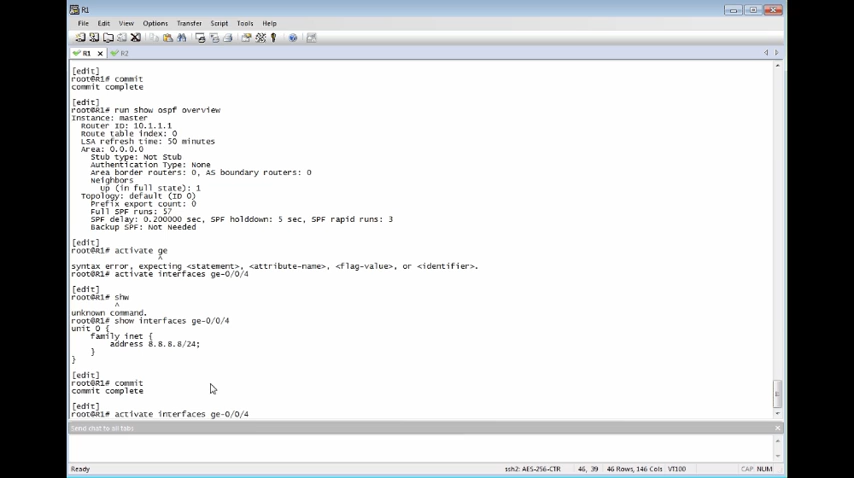 R1
File Edit View Options Transfer Script Tools Help
R1 R2
[edit]
root@R1# commit
commit complete
[edit]
root@R1# run show ospf overview
Instance: master
Router ID: 10.1.1.1
Route table index: 0
LSA refresh time: 50 minutes
Area: 0.0.0.0
Stub type: Not Stub
Authentication Type: None
Area border routers: 0, AS boundary routers: 0
Neighbors
Up (in full state): 1
Topology: default (ID 0)
Prefix export count: 0
Full SPF runs: 57
SPF delay: 0.200000 sec, SPF holddown: 5 sec, SPF rapid runs: 3
Backup SPF: Not Needed
[edit]
root@R1# activate ge
^
syntax error, expecting <statement>, <attribute-name>, <flag-value>, or <identifier>.
root@R1# activate interfaces ge-0/0/4
[edit]
root@R1# shw
^
unknown command.
root@R1# show interfaces ge-0/0/4
unit 0 {
family inet {
address 8.8.8.8/24;
}
}
[edit]
root@R1# commit
commit complete
[edit]
root@R1# activate interfaces ge-0/0/4
Send chat to all tabs
Ready ssh2: AES-256-CTR 46, 39 46 Rows, 146 Cols VT100 CAP NUM